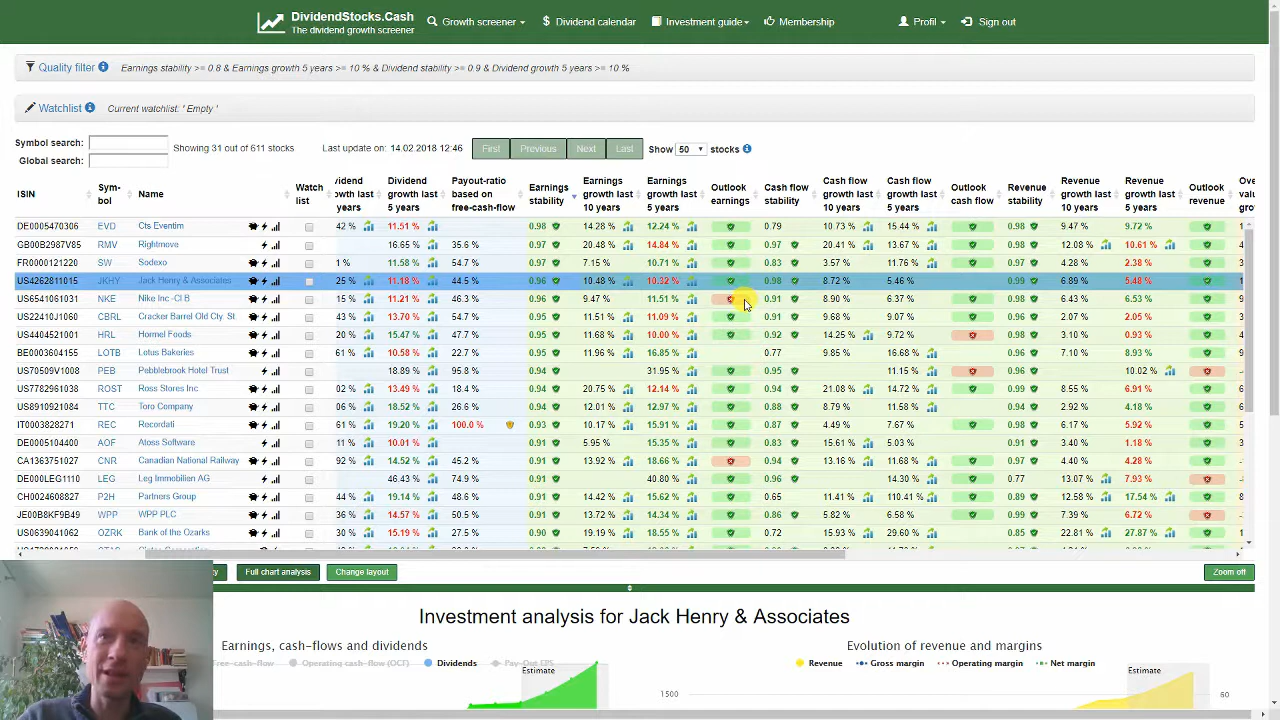 DividendStocks.Cash
The dividend growth screener
Growth screener
Dividend calendar
Investment guide
Membership
Profil
Sign out
Quality filter Earnings stability >= 0.8 & Earnings growth 5 years >= 10 % & Dividend stability >= 0.9 & Dividend growth 5 years >= 10 %
Watchlist Current watchlist: ' Empty '
Symbol search: Showing 31 out of 611 stocks Last update on: 14.02.2018 12:46 First Previous Next Last Show 50 stocks
Global search:
ISIN Sym-bol Name Watch list vidend owth last years Dividend growth last 5 years Payout-ratio based on free-cash-flow Earnings stability Earnings growth last 10 years Earnings growth last 5 years Outlook earnings Cash flow stability Cash flow growth last 10 years Cash flow growth last 5 years Outlook cash flow Revenue stability Revenue growth last 10 years Revenue growth last 5 years Outlook revenue Ove valu gro
DE0005470306 EVD Cts Eventim 42 % 11.51 % 0.98 14.28 % 12.24 % 0.79 10.73 % 15.44 % 0.98 9.47 % 9.72 %
GB00B2987V85 RMV Rightmove 16.65 % 35.6 % 0.97 20.48 % 14.84 % 0.97 20.41 % 13.67 % 0.98 12.08 % 10.61 %
FR0000121220 SW Sodexo 1 % 11.58 % 54.7 % 0.97 7.15 % 10.71 % 0.83 3.57 % 11.76 % 0.98 4.28 % 2.38 %
US4262811015 JKHY Jack Henry & Associates 25 % 11.18 % 44.5 % 0.96 10.48 % 10.32 % 0.98 8.72 % 5.46 % 0.99 6.89 % 5.48 %
US6541061031 NKE Nike Inc -Cl B 15 % 11.21 % 46.3 % 0.96 9.47 % 11.51 % 0.91 8.90 % 6.37 % 0.98 6.43 % 6.53 %
US22410J1060 CBRL Cracker Barrel Old Cty. St 43 % 13.70 % 54.7 % 0.95 11.51 % 11.09 % 0.91 9.68 % 9.07 % 0.96 2.07 % 2.05 %
US4404521001 HRL Hormel Foods 20 % 15.47 % 47.7 % 0.95 11.68 % 10.00 % 0.92 14.25 % 9.72 % 0.98 3.10 % 0.93 %
BE0003604155 LOTB Lotus Bakeries 61 % 10.58 % 22.7 % 0.95 11.96 % 16.85 % 0.77 9.85 % 16.68 % 0.96 7.10 % 8.93 %
US70509V1008 PEB Pebblebrook Hotel Trust 18.89 % 95.8 % 0.94 31.95 % 0.95 11.15 % 0.96 10.02 %
US7782961038 ROST Ross Stores Inc 02 % 13.49 % 18.4 % 0.94 20.75 % 12.14 % 0.94 21.08 % 14.72 % 0.99 8.55 % 6.91 %
US8910921084 TTC Toro Company 06 % 18.52 % 26.6 % 0.94 12.01 % 12.97 % 0.88 8.79 % 11.58 % 0.94 2.92 % 4.18 %
IT0003828271 REC Recordati 61 % 19.20 % 100.0 % 0.93 10.17 % 15.91 % 0.87 4.49 % 7.67 % 0.98 6.17 % 5.92 %
DE0005104400 AOF Atoss Software 11 % 10.01 % 0.91 5.95 % 15.35 % 0.83 15.61 % 5.03 % 0.91 3.40 % 1.18 %
CA1363751027 CNR Canadian National Railway 92 % 14.52 % 45.2 % 0.91 13.92 % 18.66 % 0.94 13.16 % 11.68 % 0.92 4.40 % 4.28 %
DE000LEG1110 LEG Leg Immobilien AG 46.43 % 74.9 % 0.91 40.80 % 0.96 14.30 % 0.77 13.07 % 7.93 %
CH0024608827 P2H Partners Group 44 % 19.14 % 48.6 % 0.91 14.42 % 15.62 % 0.65 11.41 % 110.41 % 0.89 12.58 % 17.54 % 8
JE00B8KF9B49 WPP WPP PLC 36 % 14.57 % 50.5 % 0.91 13.72 % 14.34 % 0.86 5.82 % 6.58 % 0.86 7.39 % 6.72 %
US0639041062 OZRK Bank of the Ozarks 30 % 15.19 % 27.5 % 0.90 19.19 % 18.55 % 0.72 15.93 % 29.60 % 0.85 22.81 % 27.87 %
Full chart analysis Change layout Zoom off
Investment analysis for Jack Henry & Associates
Earnings, cash-flows and dividends Evolution of revenue and margins
Free-cash-flow Operating cash-flow (OCF) Dividends Pay-Out EPS Revenue Gross margin Operating margin Net margin
Estimate Estimate
1500 60